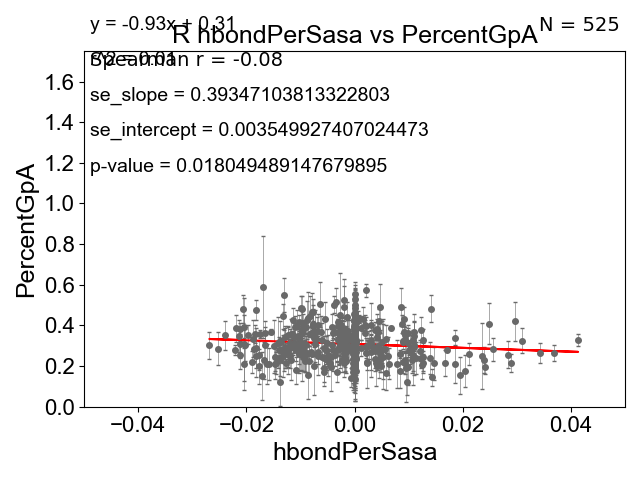 y = -0.93x + 0.31
N = 525
R hbondPerSasa vs PercentGpA
Spearman r = -0.08
se_slope = 0.39347103813322803
se_intercept = 0.003549927407024473
p-value = 0.018049489147679895
PercentGpA
1.6
1.4
1.2
1.0
0.8
0.6
0.4
0.2
0.0
−0.04 −0.02 0.00 0.02 0.04
hbondPerSasa